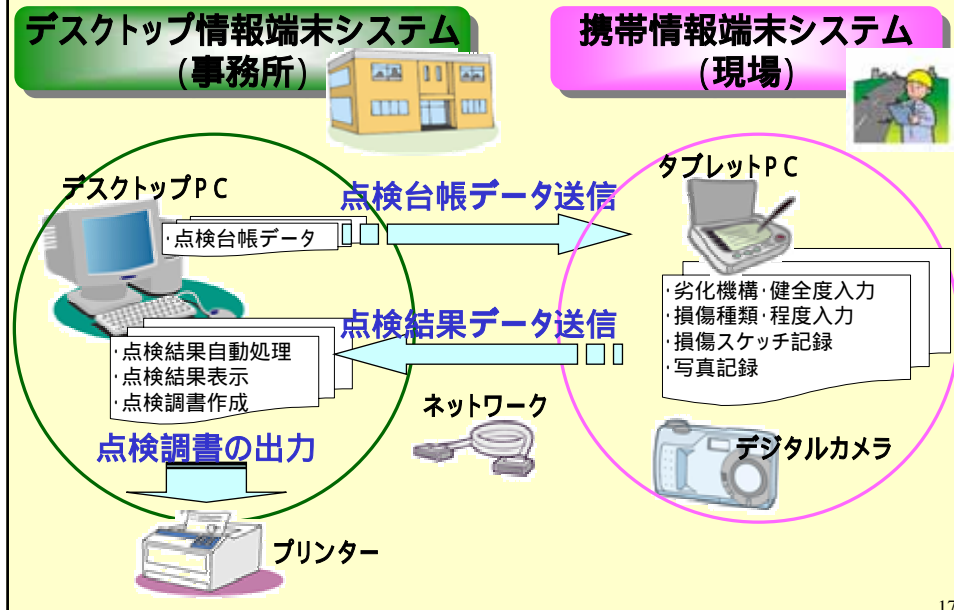 デスクトップ情報端末システム
(事務所)
携帯情報端末システム
(現場)
デスクトップPC
・点検台帳データ
点検台帳データ送信
タブレットPC
・劣化機構・健全度入力
・損傷種類・程度入力
・損傷スケッチ記録
・写真記録
点検結果データ送信
・点検結果自動処理
・点検結果表示
・点検調書作成
ネットワーク
点検調書の出力
デジタルカメラ
プリンター
17